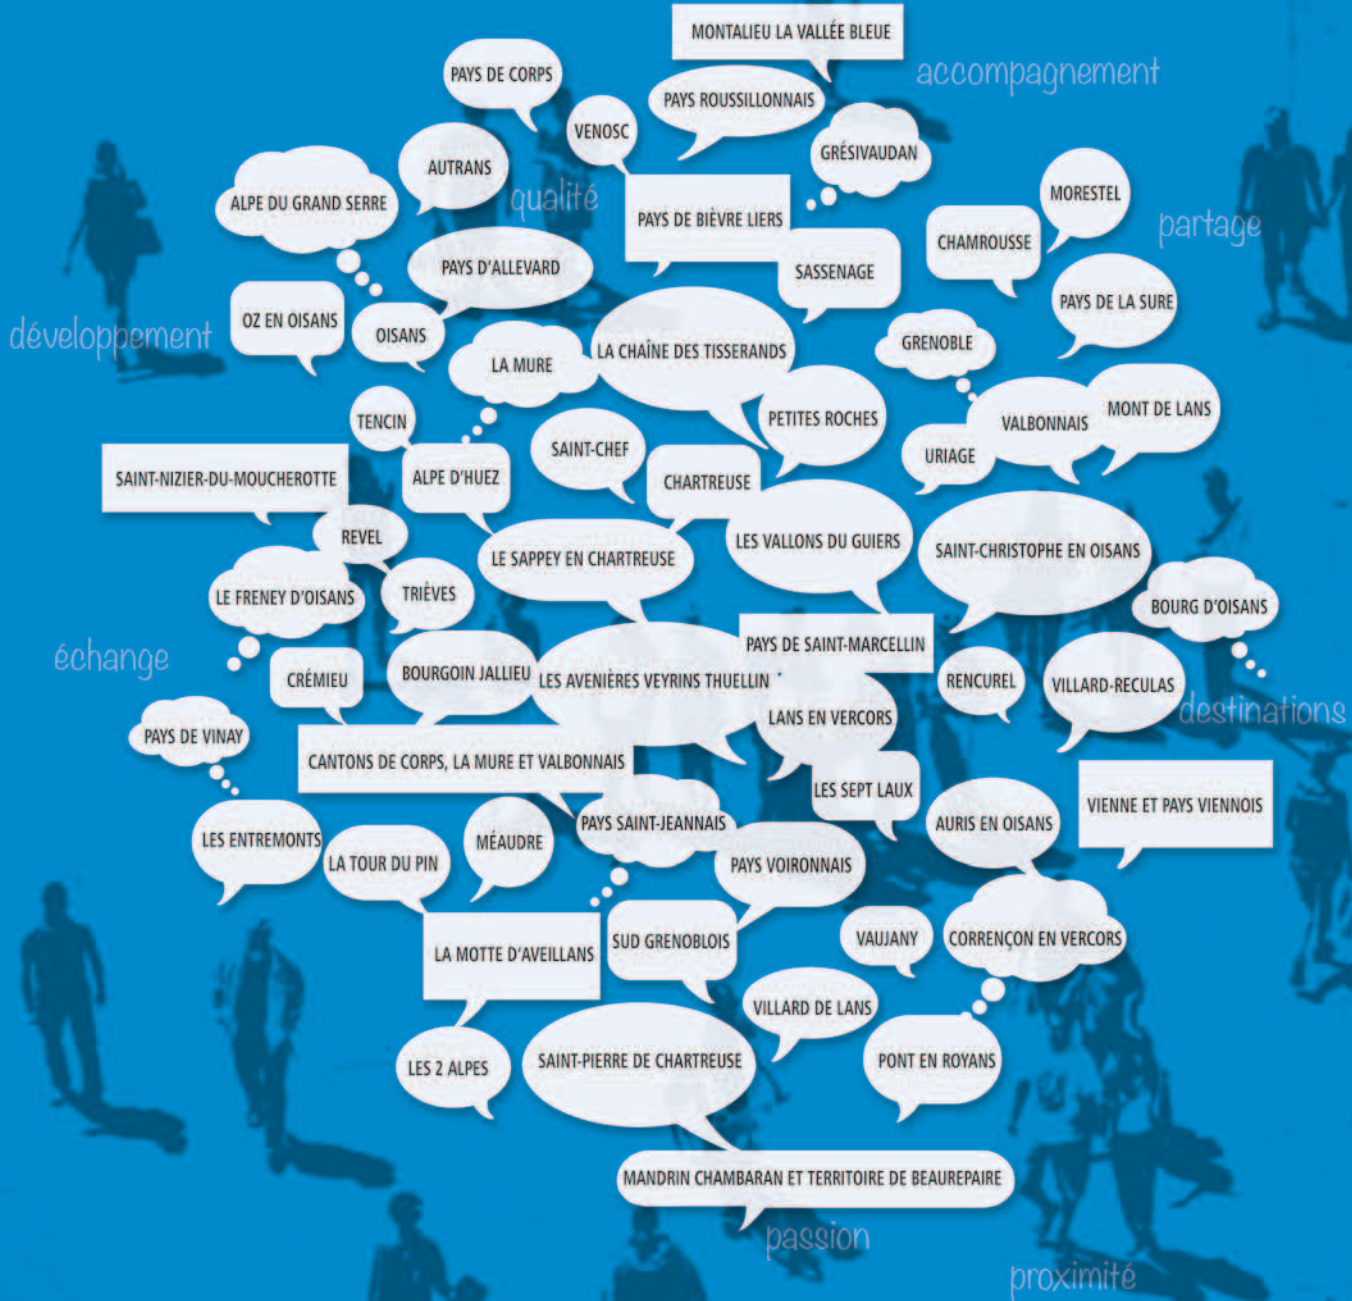 MONTALIEU LA VALLÉE BLEUE
accompagnement
PAYS DE CORPS
PAYS ROUSSILLONNAIS
VENOSC
GRÉSIVAUDAN
AUTRANS
MORESTEL
qualité
ALPE DU GRAND SERRE
PAYS DE BIÈVRE LIERS
partage
CHAMROUSSE
PAYS D'ALLEVARD
SASSENAGE
PAYS DE LA SURE
OZ EN OISANS
développement
OISANS
GRENOBLE
LA CHAÎNE DES TISSERANDS
LA MURE
MONT DE LANS
PETITES ROCHES
TENCIN
VALBONNAIS
SAINT-CHEF
URIAGE
SAINT-NIZIER-DU-MOUCHEROTTE
ALPE D'HUEZ
CHARTREUSE
REVEL
LES VALLONS DU GUIERS
SAINT-CHRISTOPHE EN OISANS
LE SAPPEY EN CHARTREUSE
LE FRENEY D'OISANS
TRIÈVES
BOURG D'OISANS
PAYS DE SAINT-MARCELLIN
échange
BOURGOIN JALLIEU
CRÉMIEU
LES AVENIÈRES VEYRINS THUELLIN
RENCUREL
VILLARD-RECULAS
destinations
LANS EN VERCORS
PAYS DE VINAY
CANTONS DE CORPS, LA MURE ET VALBONNAIS
LES SEPT LAUX
VIENNE ET PAYS VIENNOIS
PAYS SAINT-JEANNAIS
AURIS EN OISANS
LES ENTREMONTS
MÉAUDRE
LA TOUR DU PIN
PAYS VOIRONNAIS
VAUJANY
CORRENÇON EN VERCORS
SUD GRENOBLOIS
LA MOTTE D'AVEILLANS
VILLARD DE LANS
SAINT-PIERRE DE CHARTREUSE
PONT EN ROYANS
LES 2 ALPES
MANDRIN CHAMBARAN ET TERRITOIRE DE BEAUREPAIRE
passion
proximité